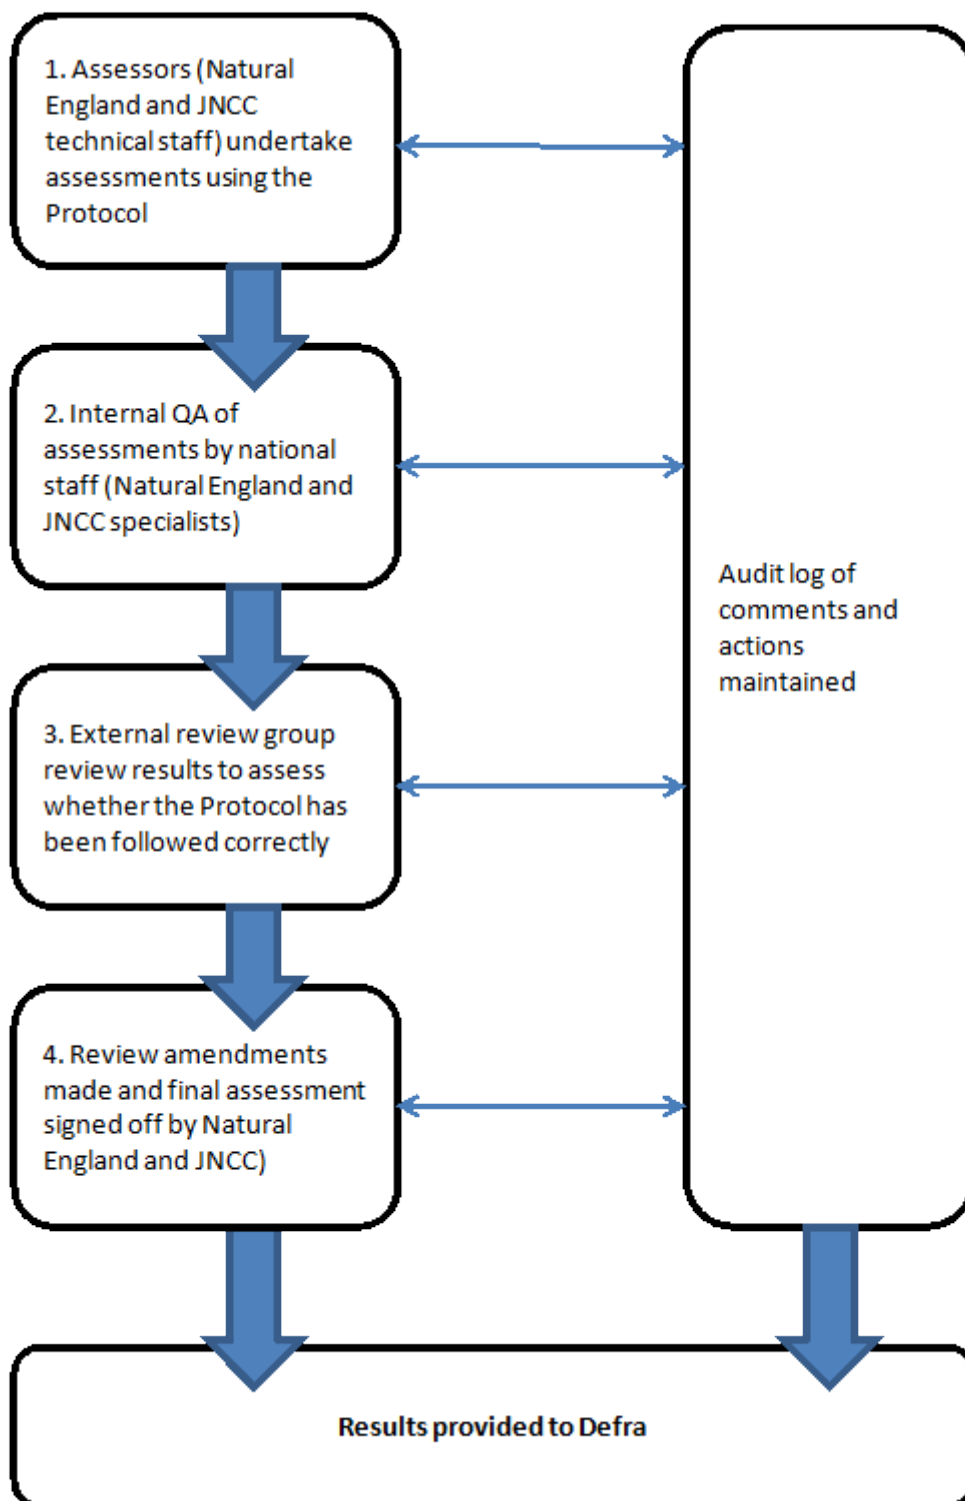 1. Assessors (Natural
England and JNCC
technical staff) undertake
assessments using the
Protocol
2. Internal QA of
assessments by national
staff (Natural England and
JNCC specialists)
3. External review group
review results to assess
whether the Protocol has
been followed correctly
4. Review amendments
made and final assessment
signed off by Natural
England and JNCC)
Audit log of
comments and
actions
maintained
Results provided to Defra